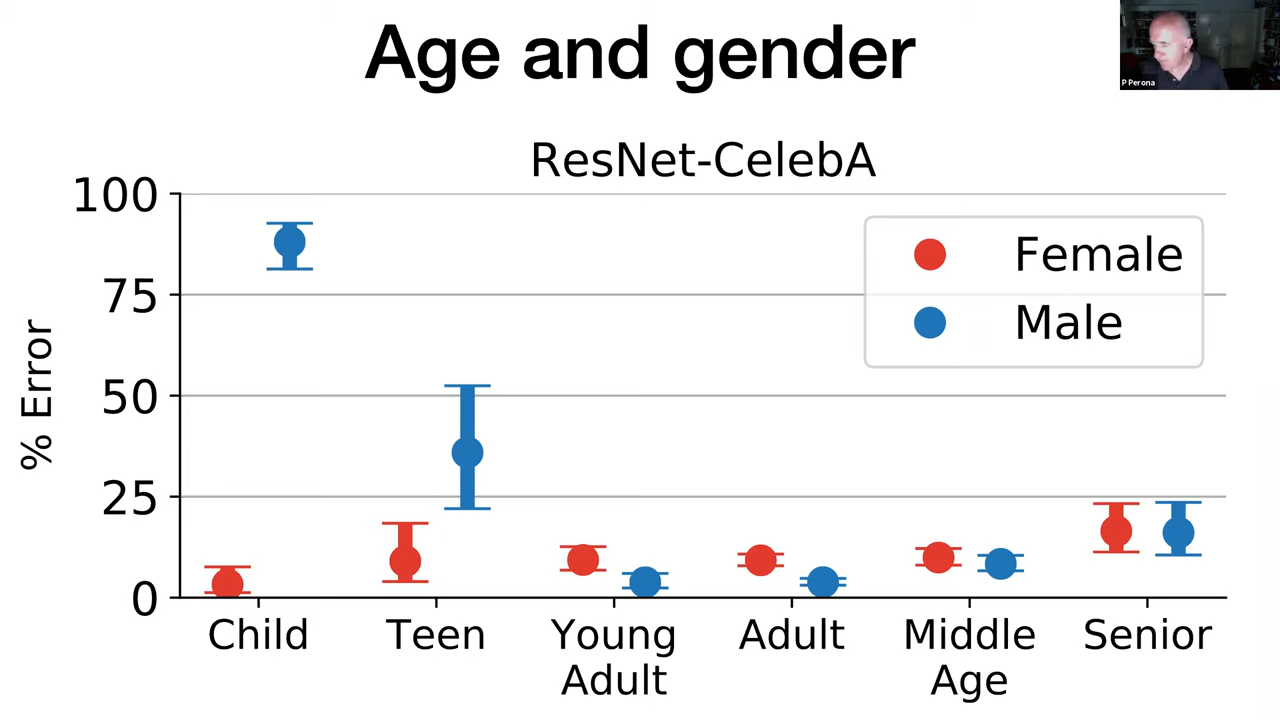 Age and gender
P Perona
ResNet-CelebA
100
75
50
25
0
% Error
Female
Male
Child
Teen
Young
Adult
Adult
Middle
Age
Senior